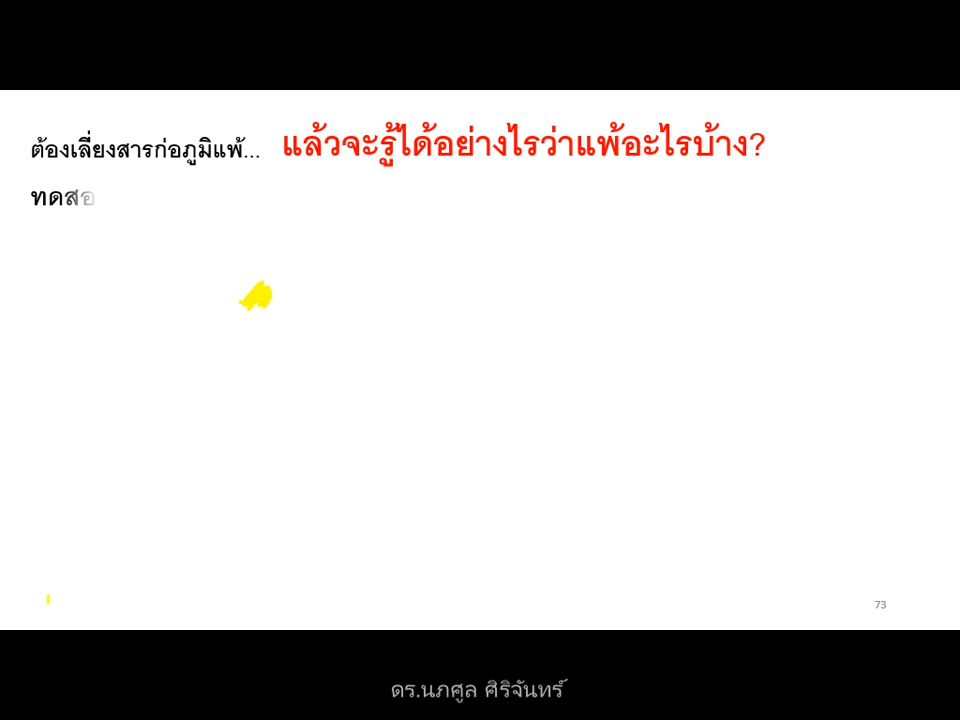 ต้องเลี่ยงสารก่อภูมิแพ้... แล้วจะรู้ได้อย่างไรว่าแพ้อะไรบ้าง?
ทดสอ
73
ดร.นภศูล ศิริจันทร์